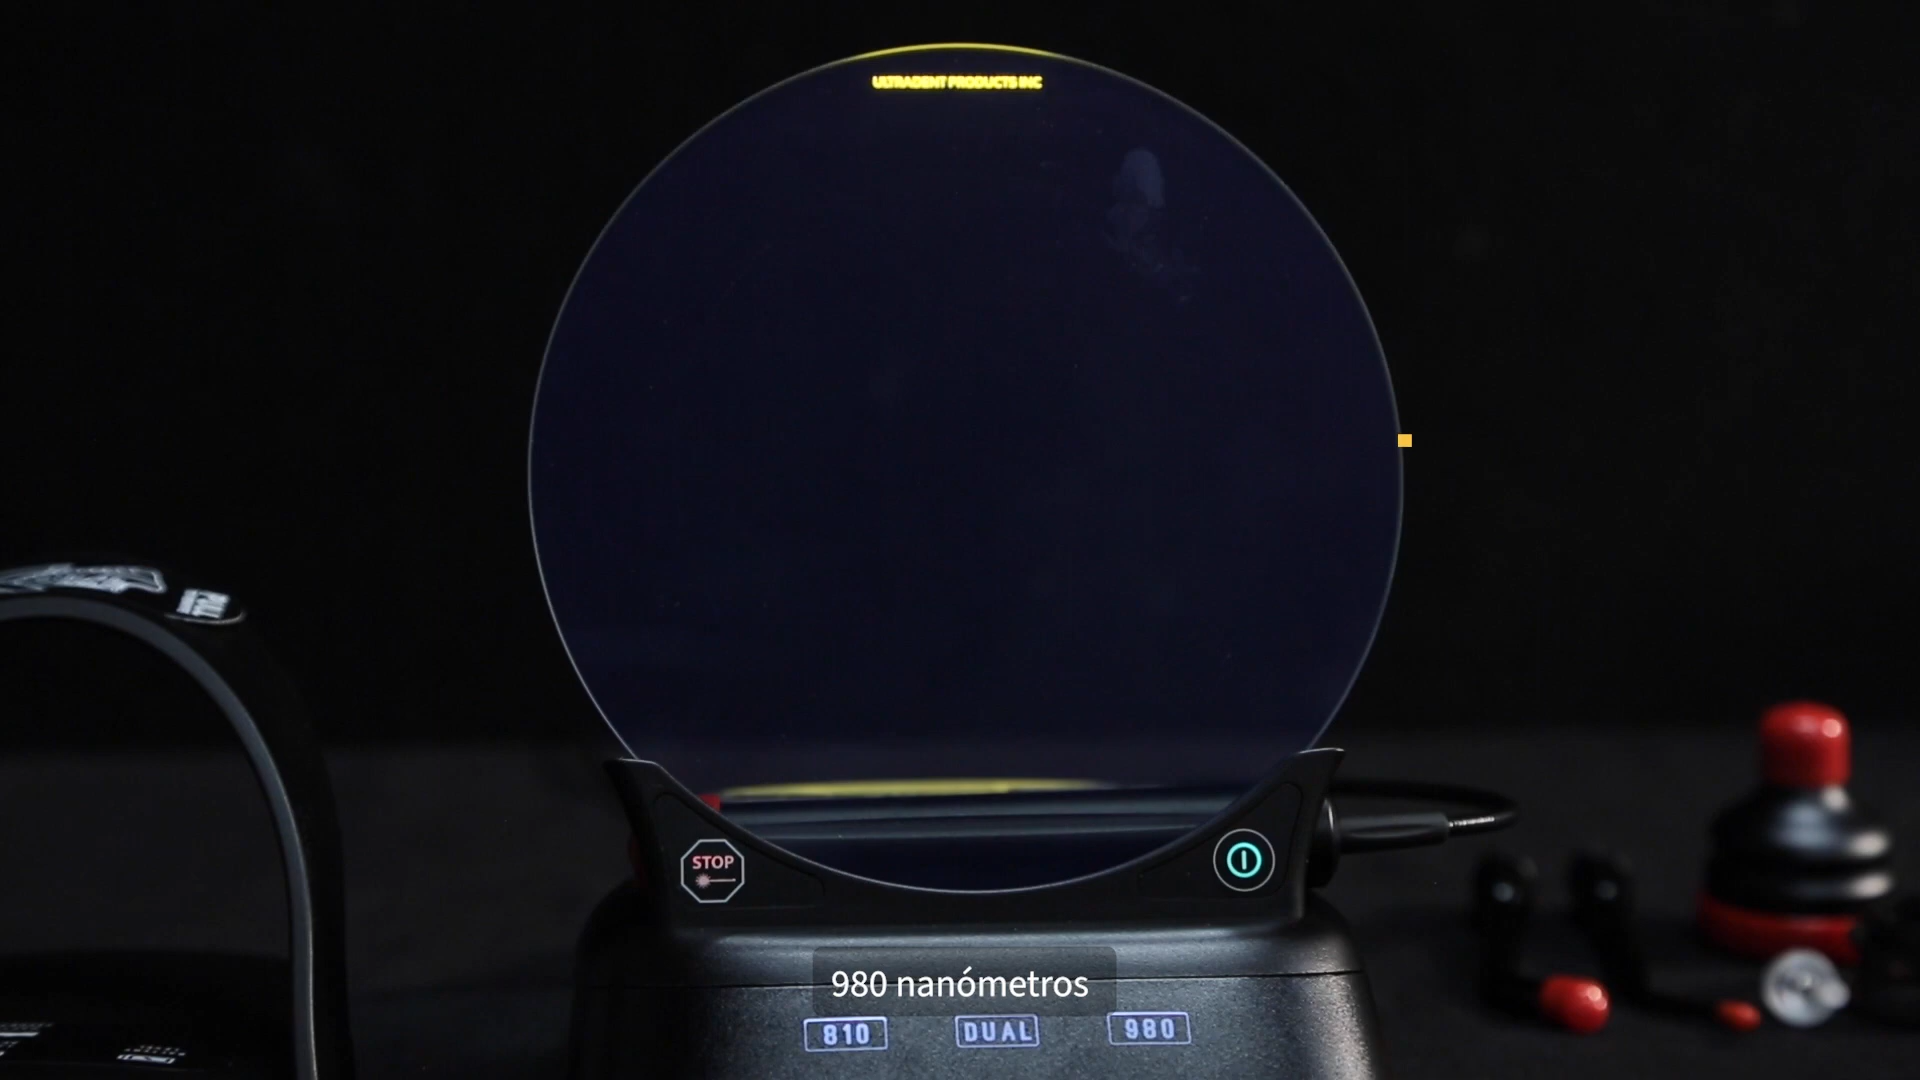 ULTRADENT PRODUCTS INC
STOP
980 nanómetros
810
DUAL
980